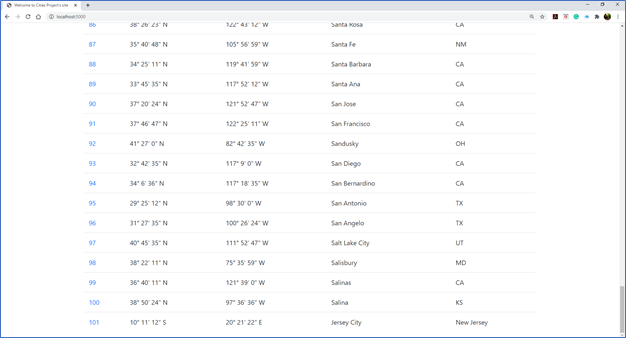 Welcome to Cities Project's site
localhost:5000
86 38° 26' 23" N 122° 43' 12" W Santa Rosa CA
87 35° 40' 48" N 105° 56' 59" W Santa Fe NM
88 34° 25' 11" N 119° 41' 59" W Santa Barbara CA
89 33° 45' 35" N 117° 52' 12" W Santa Ana CA
90 37° 20' 24" N 121° 52' 47" W San Jose CA
91 37° 46' 47" N 122° 25' 11" W San Francisco CA
92 41° 27' 0" N 82° 42' 35" W Sandusky OH
93 32° 42' 35" N 117° 9' 0" W San Diego CA
94 34° 6' 36" N 117° 18' 35" W San Bernardino CA
95 29° 25' 12" N 98° 30' 0" W San Antonio TX
96 31° 27' 35" N 100° 26' 24" W San Angelo TX
97 40° 45' 35" N 111° 52' 47" W Salt Lake City UT
98 38° 22' 11" N 75° 35' 59" W Salisbury MD
99 36° 40' 11" N 121° 39' 0" W Salinas CA
100 38° 50' 24" N 97° 36' 36" W Salina KS
101 10° 11' 12" S 20° 21' 22" E Jersey City New Jersey